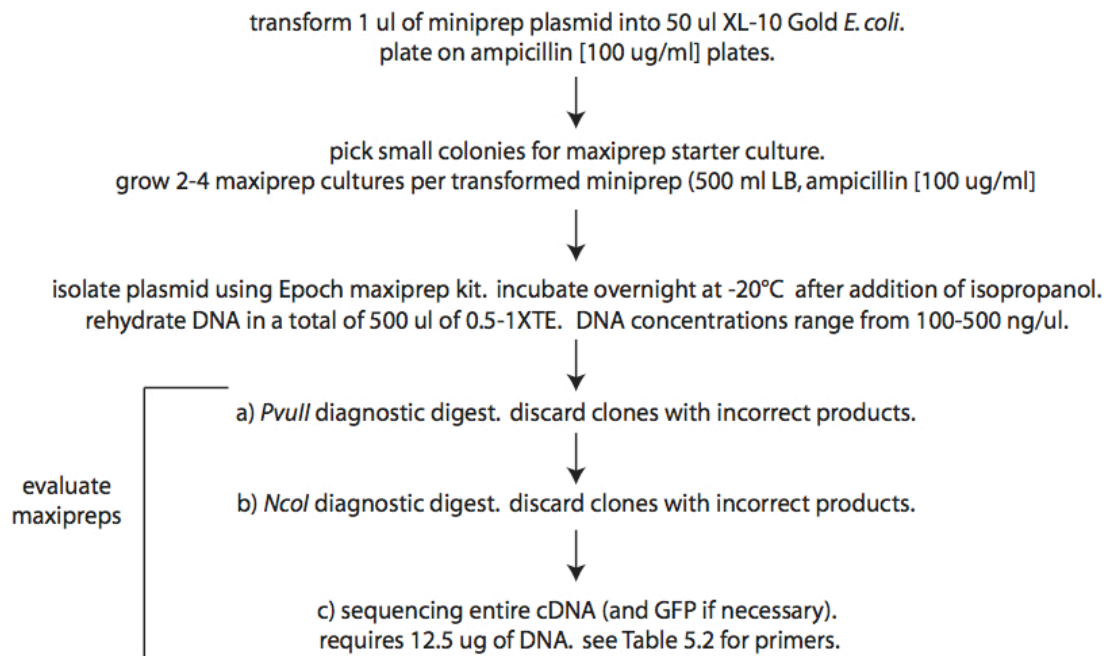 transform 1 ul of miniprep plasmid into 50 ul XL-10 Gold E. coli.
plate on ampicillin [100 ug/ml] plates.
pick small colonies for maxiprep starter culture.
grow 2-4 maxiprep cultures per transformed miniprep (500 ml LB, ampicillin [100 ug/ml]
isolate plasmid using Epoch maxiprep kit. incubate overnight at -20°C after addition of isopropanol.
rehydrate DNA in a total of 500 ul of 0.5-1XTE. DNA concentrations range from 100-500 ng/ul.
a) PvuII diagnostic digest. discard clones with incorrect products.
evaluate
maxipreps
b) NcoI diagnostic digest. discard clones with incorrect products.
c) sequencing entire cDNA (and GFP if necessary).
requires 12.5 ug of DNA. see Table 5.2 for primers.